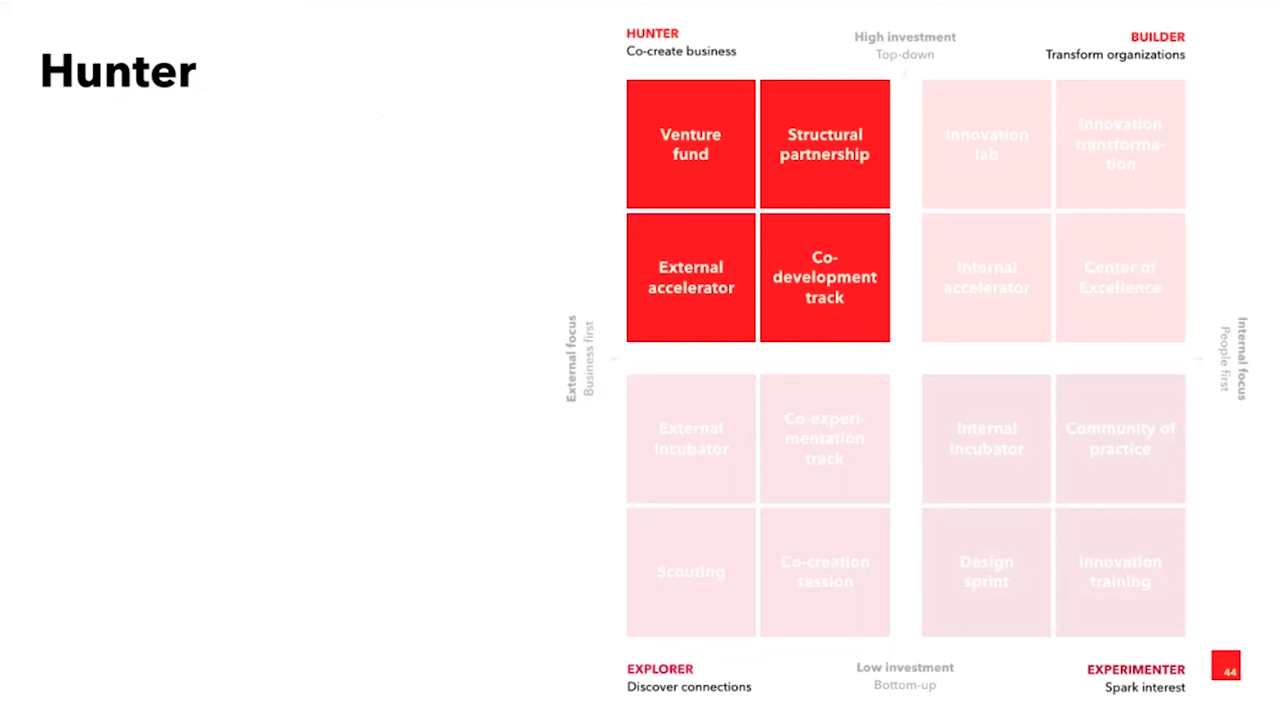 Hunter
HUNTER
Co-create business
High investment
Top-down
BUILDER
Transform organizations
Venture
fund
Structural
partnership
Innovation
lab
Innovation
transforma-
tion
External
accelerator
Co-
development
track
Internal
accelerator
Center of
Excellence
External focus
Business first
Internal focus
People first
External
incubator
Co-experi-
mentation
track
Internal
incubator
Community of
practice
Scouting
Co-creation
session
Design
sprint
Innovation
training
EXPLORER
Discover connections
Low investment
Bottom-up
EXPERIMENTER
Spark interest
44